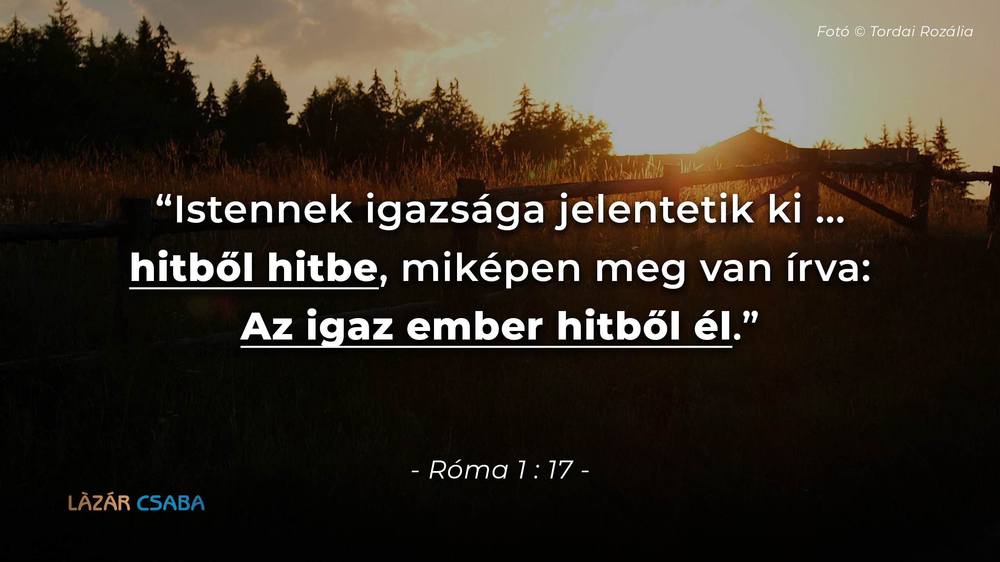 Fotó © Tordai Rozália
“Istennek igazsága jelentetik ki ...
hitből hitbe, miképen meg van írva:
Az igaz ember hitből él.”
- Róma 1 : 17 -
LÀZÁR CSABA